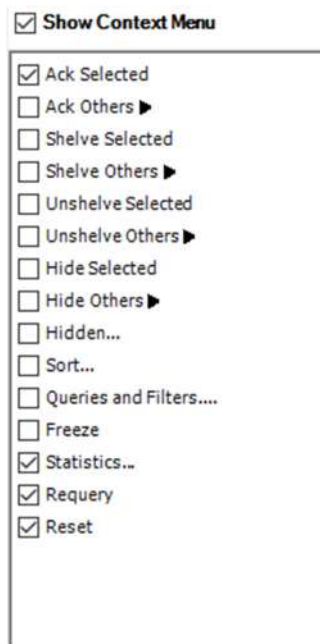 Show Context Menu
Ack Selected
Ack Others
Shelve Selected
Shelve Others
Unshelve Selected
Unshelve Others
Hide Selected
Hide Others
Hidden...
Sort...
Queries and Filters....
Freeze
Statistics...
Requery
Reset